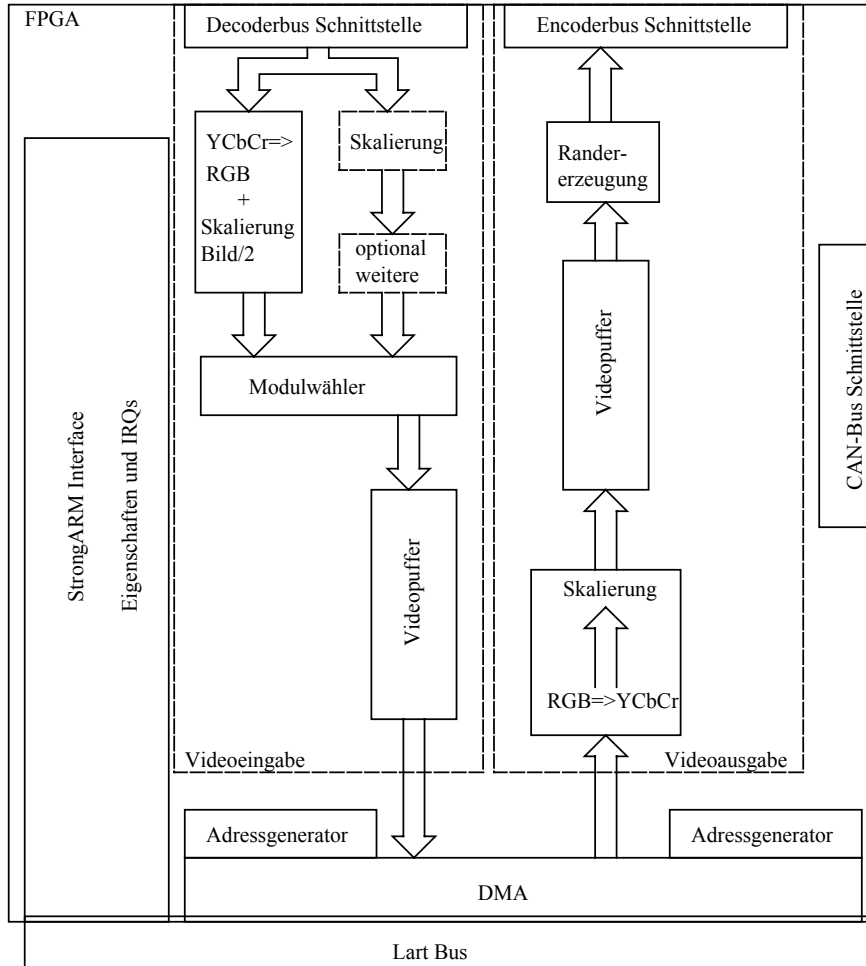 FPGA
Decoderbus Schnittstelle
Encoderbus Schnittstelle
YCbCr=>
RGB
+
Skalierung
Bild/2
Skalierung
optional
weitere
Modulwähler
Videopuffer
Videoeingabe
Rander-
erzeugung
Videopuffer
Skalierung
RGB=>YCbCr
Videoausgabe
CAN-Bus Schnittstelle
StrongARM Interface
Eigenschaften und IRQs
Adressgenerator
Adressgenerator
DMA
Lart Bus